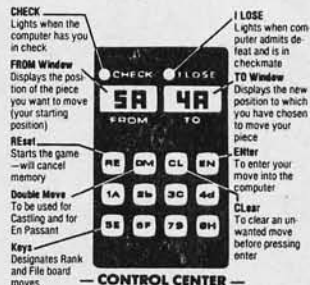 CHECK
Lights when the
computer has you
in check
FROM Window
Displays the posi-
tion of the piece
you want to move
(your starting
position)
REset
Starts the game
—will cancel
memory
Double Move
To be used for
Castling and for
En Passant
Keys
Designates Rank
and File board
moves
CHECK I LOSE
5A 4A
FROM TO
RE DM CL EN
1A 2b 3C 4d
5E 6F 7G 8H
I LOSE
Lights when com-
puter admits de-
feat and is in
checkmate
TO Window
Displays the new
position to which
you have chosen
to move your
piece
ENter
To enter your
move into the
computer
CLear
To clear an un-
wanted move
before pressing
enter
— CONTROL CENTER —